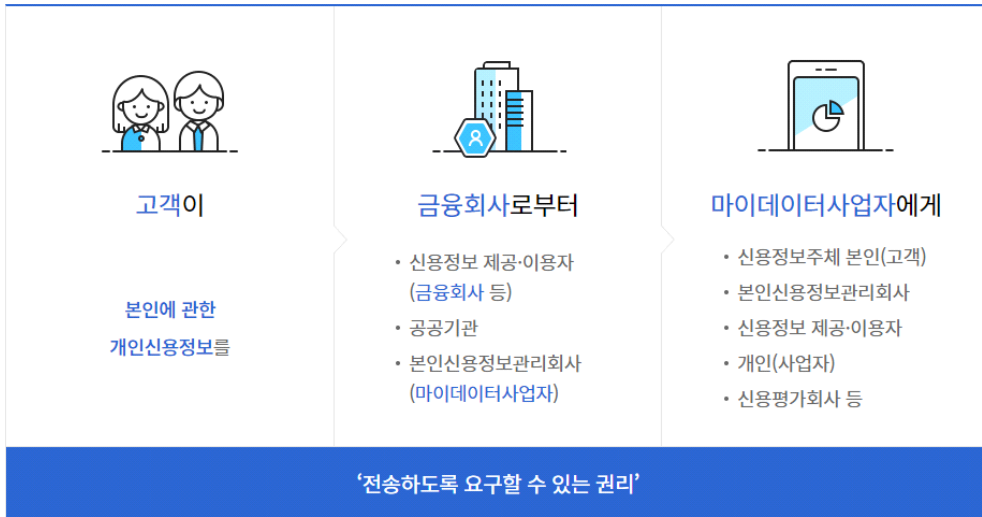 고객이
본인에 관한
개인신용정보를
금융회사로부터
• 신용정보 제공·이용자
(금융회사 등)
• 공공기관
• 본인신용정보관리회사
(마이데이터사업자)
마이데이터사업자에게
• 신용정보주체 본인(고객)
• 본인신용정보관리회사
• 신용정보 제공·이용자
• 개인(사업자)
• 신용평가회사 등
‘전송하도록 요구할 수 있는 권리’